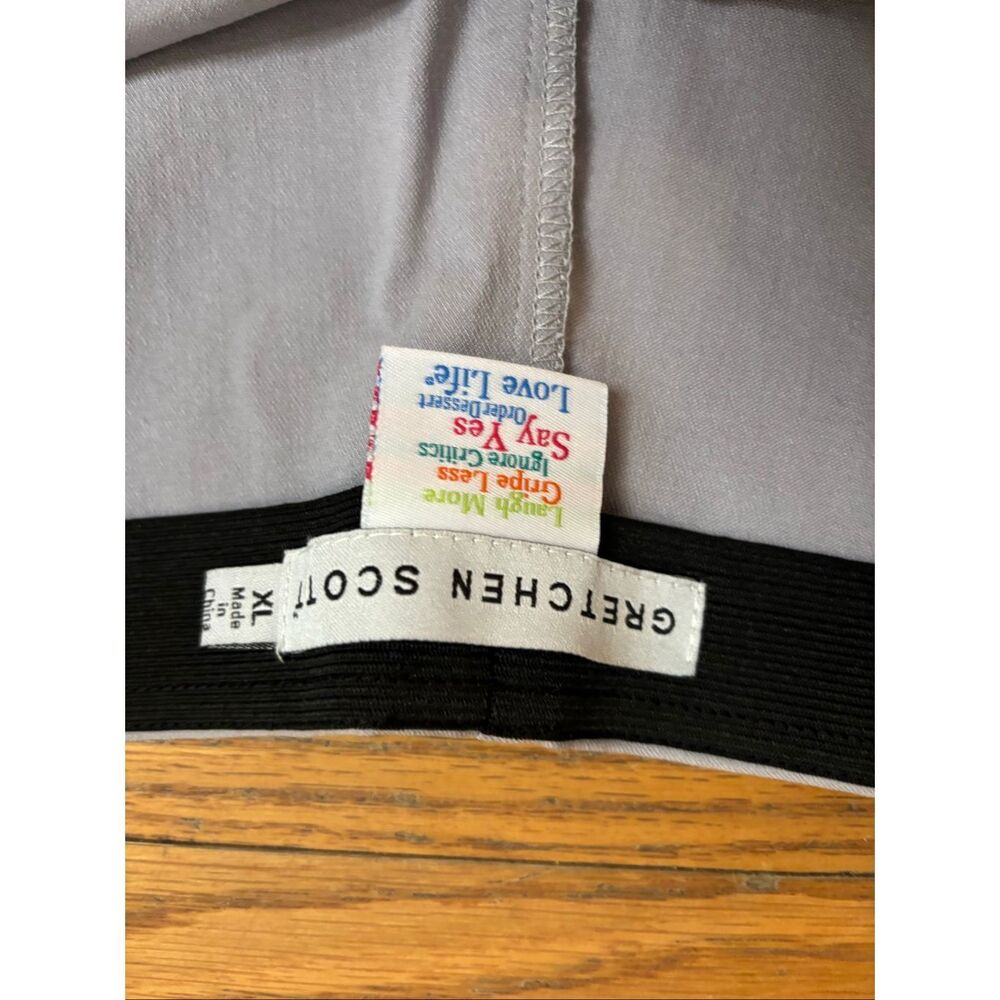 GRETCHEN SCOTT
XL
Made
in
China
Laugh More
Gripe Less
Ignore Critics
Say Yes
Order Dessert
Love Life®